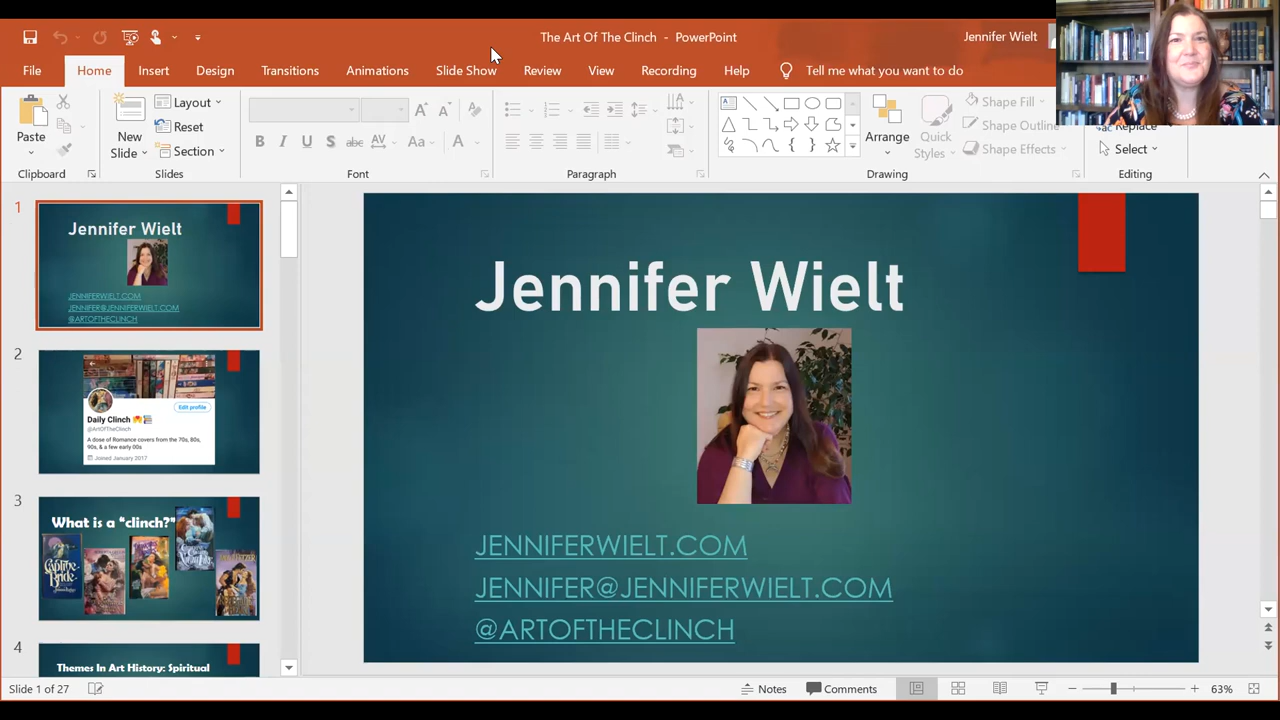 The Art Of The Clinch - PowerPoint
Jennifer Wielt
File Home Insert Design Transitions Animations Slide Show Review View Recording Help Tell me what you want to do
Paste
Clipboard
New
Slide
Layout
Reset
Section
Slides
B I U S AV Aa A
Font
Paragraph
Arrange
Quick
Styles
Shape Fill
Shape Outline
Shape Effects
Drawing
Replace
Select
Editing
1
Jennifer Wielt
JENNIFERWIELT.COM
JENNIFER@JENNIFERWIELT.COM
@ARTOFTHECLINCH
2
Edit profile
Daily Clinch
@ArtOfTheClinch
A dose of Romance covers from the 70s, 80s,
90s, & a few early 00s
Joined January 2017
3
What is a "clinch?"
Captive
Bride
4
Themes In Art History: Spiritual
Jennifer Wielt
JENNIFERWIELT.COM
JENNIFER@JENNIFERWIELT.COM
@ARTOFTHECLINCH
Slide 1 of 27
Notes
Comments
63%